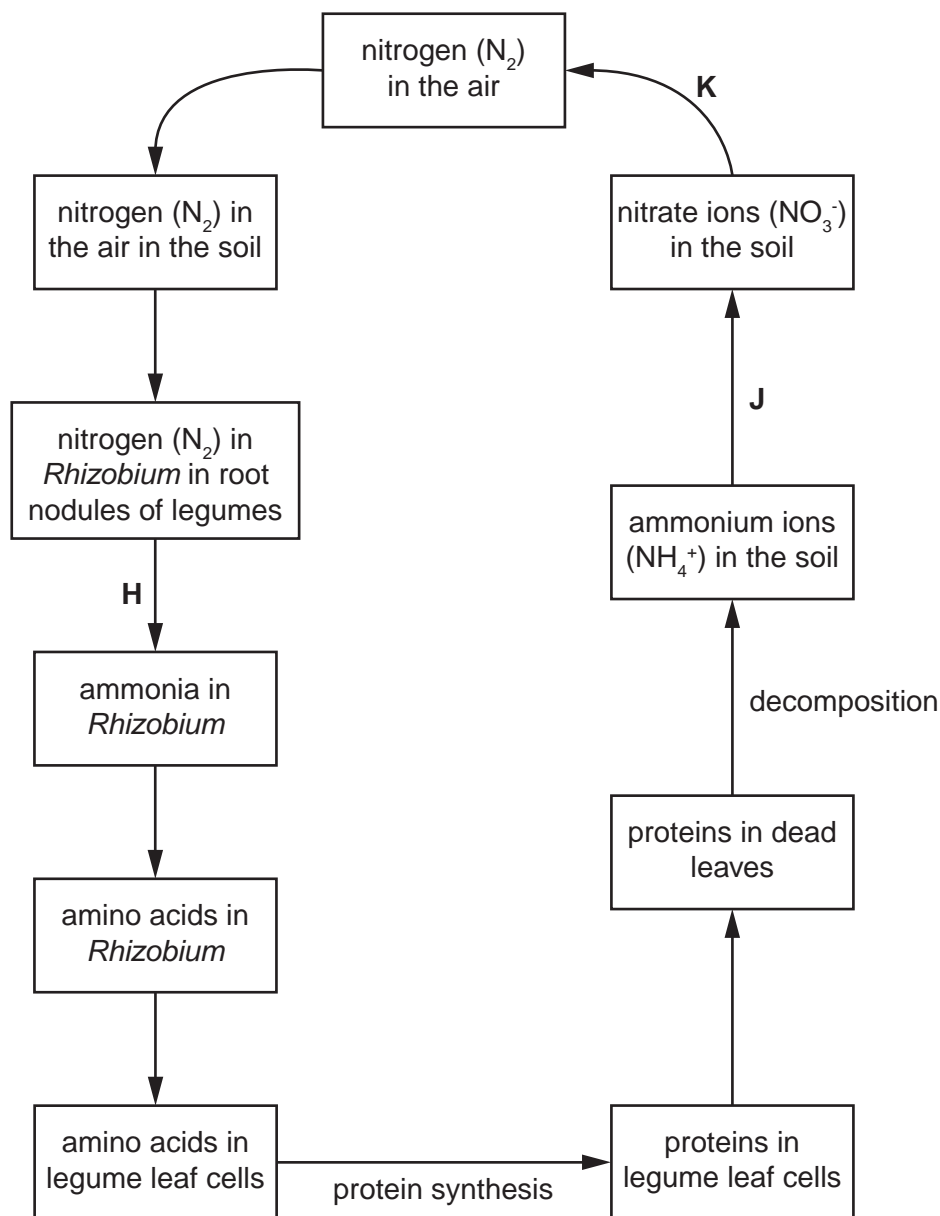 nitrogen (N₂)
in the air
K
nitrogen (N₂) in
the air in the soil
nitrate ions (NO₃⁻)
in the soil
nitrogen (N₂) in
Rhizobium in root
nodules of legumes
J
ammonium ions
(NH₄⁺) in the soil
H
ammonia in
Rhizobium
decomposition
proteins in dead
leaves
amino acids in
Rhizobium
amino acids in
legume leaf cells
protein synthesis
proteins in
legume leaf cells